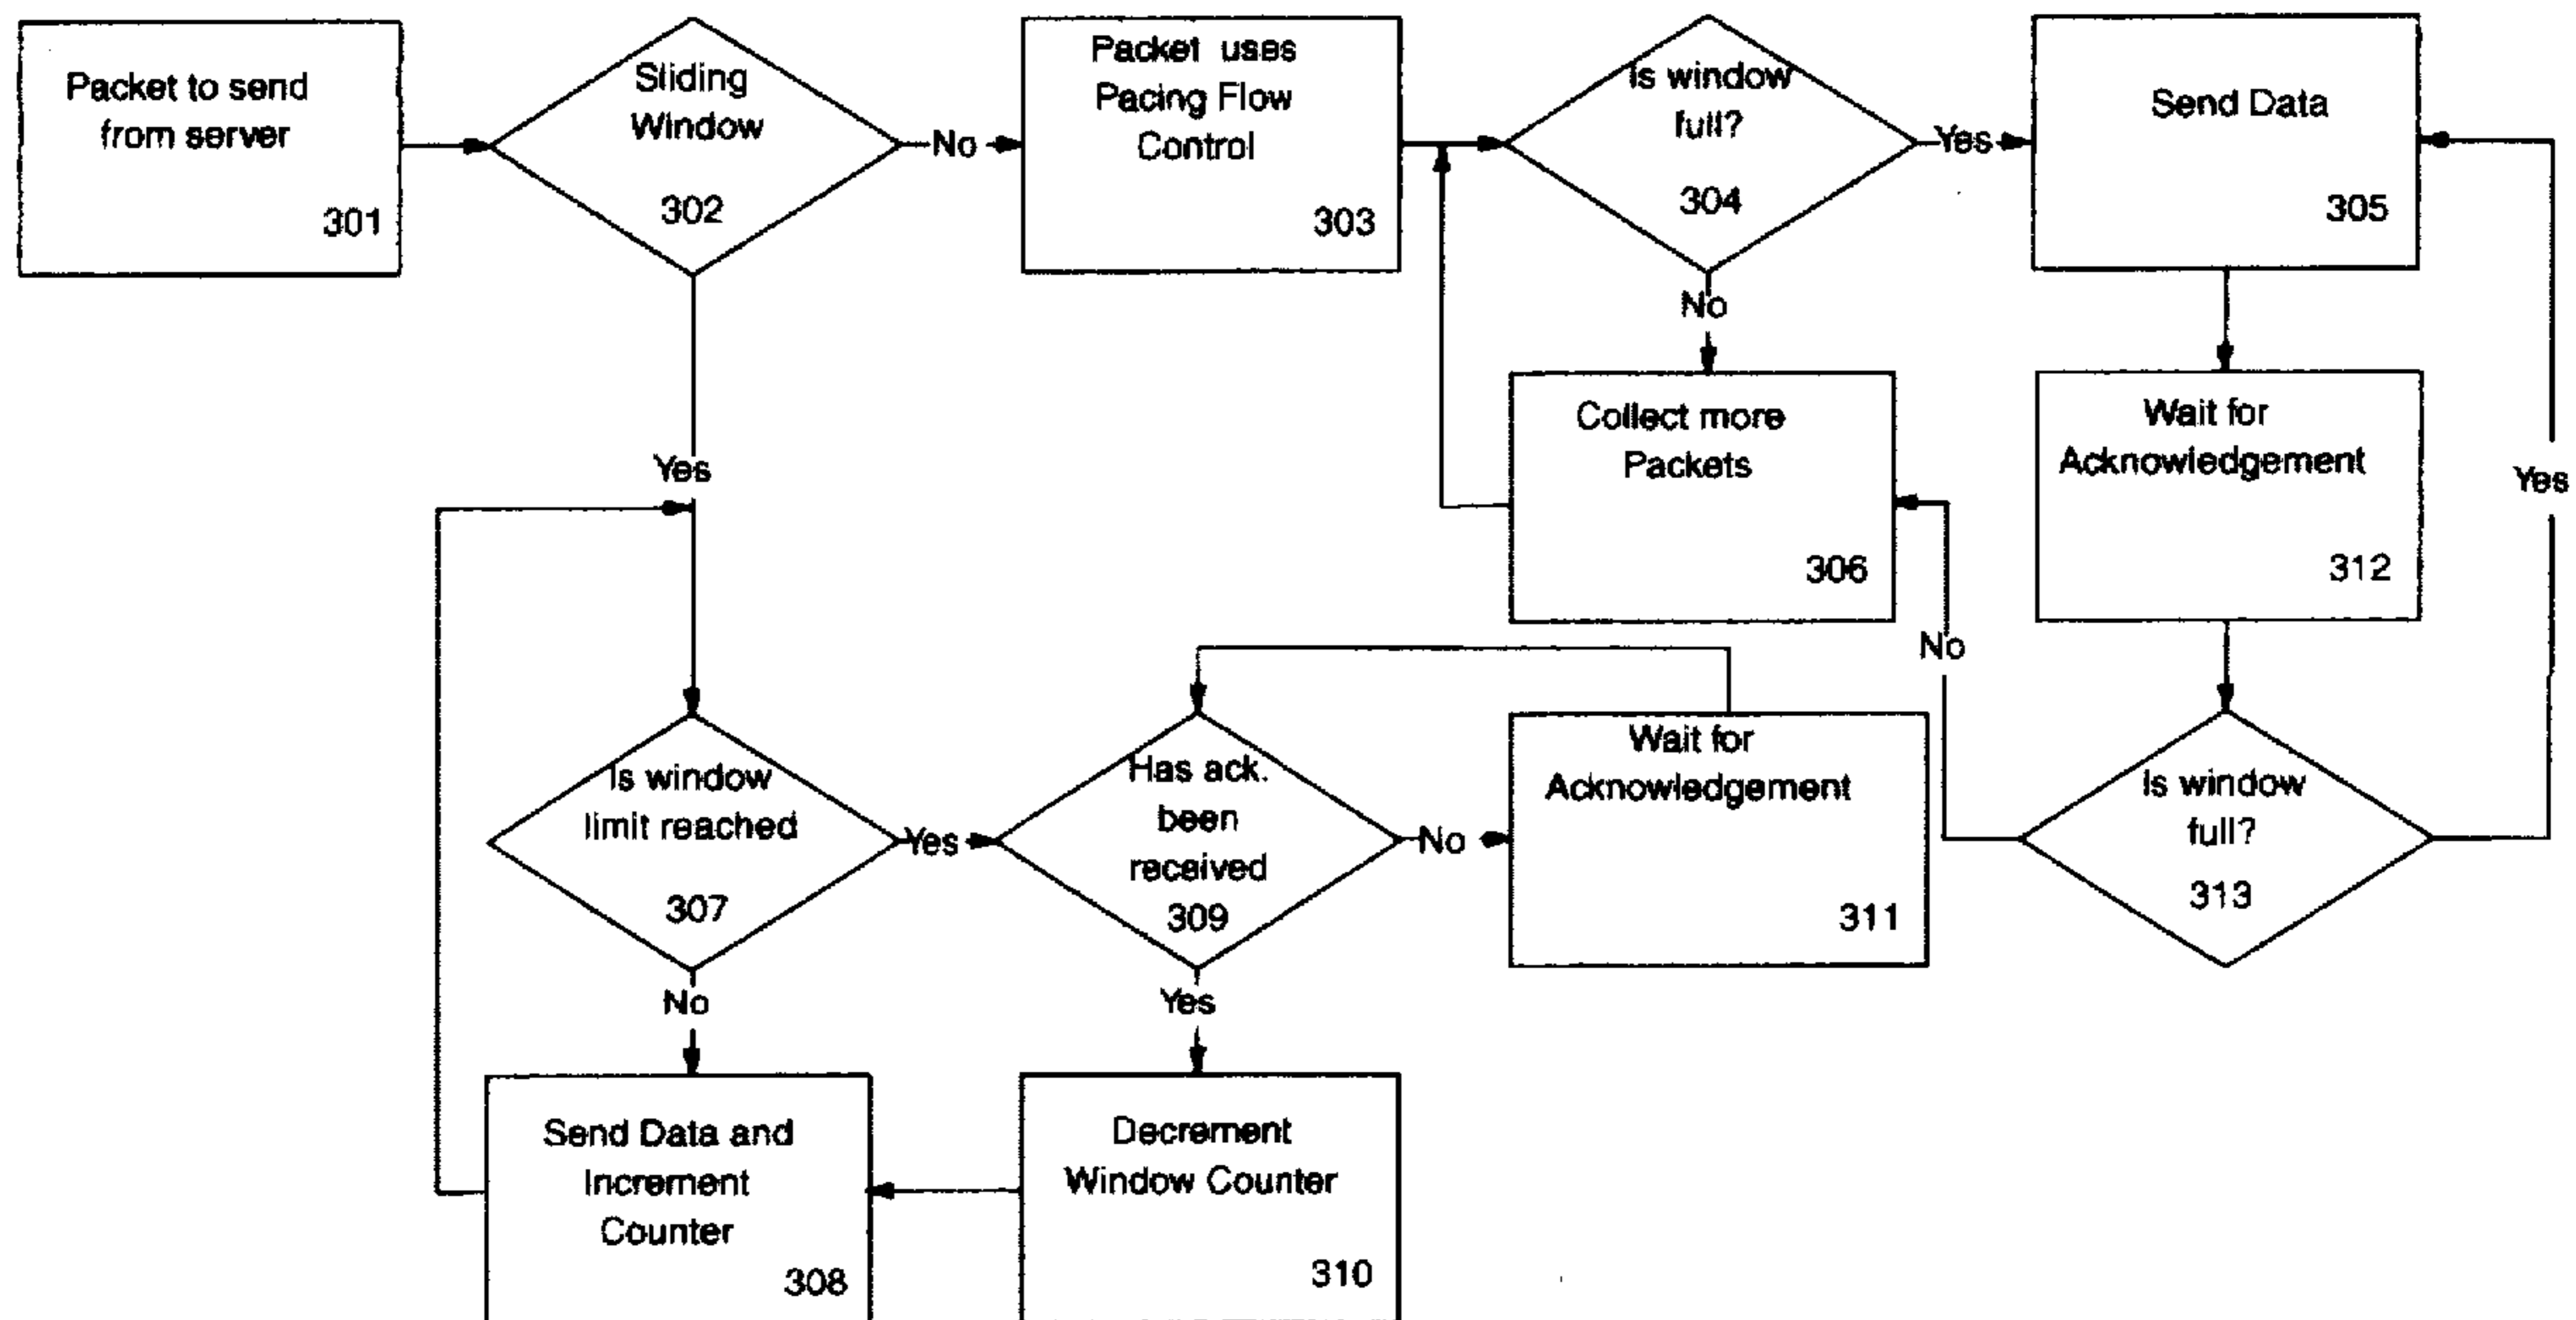 Packet to send
from server
301
Sliding
Window
302
No
Packet uses
Pacing Flow
Control
303
Is window
full?
304
Yes
Send Data
305
No
Collect more
Packets
306
Wait for
Acknowledgement
312
Yes
Yes
No
Is window
limit reached
307
Yes
Has ack.
been
received
309
No
Wait for
Acknowledgement
311
Is window
full?
313
No
Yes
Send Data and
Increment
Counter
308
Decrement
Window Counter
310